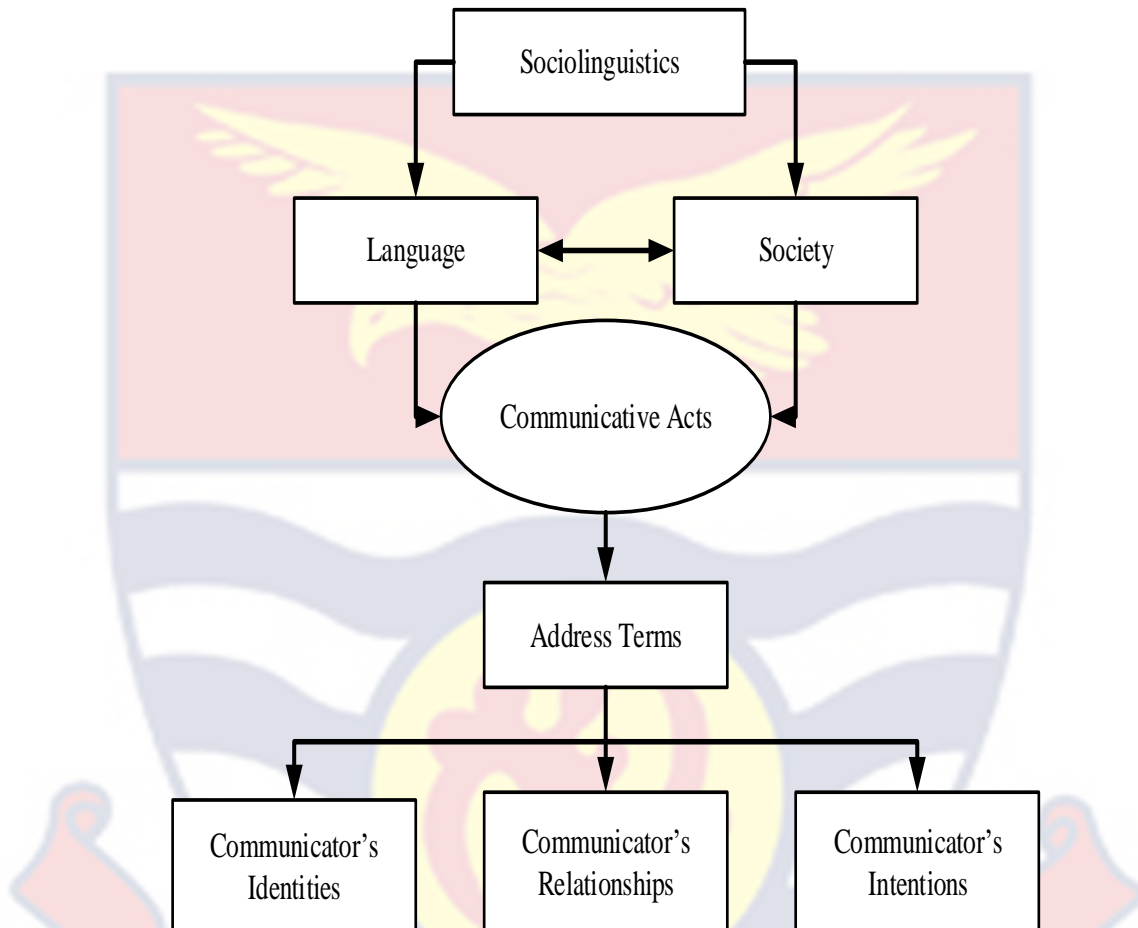 Sociolinguistics
Language
Society
Communicative Acts
Address Terms
Communicator's
Identities
Communicator's
Relationships
Communicator's
Intentions